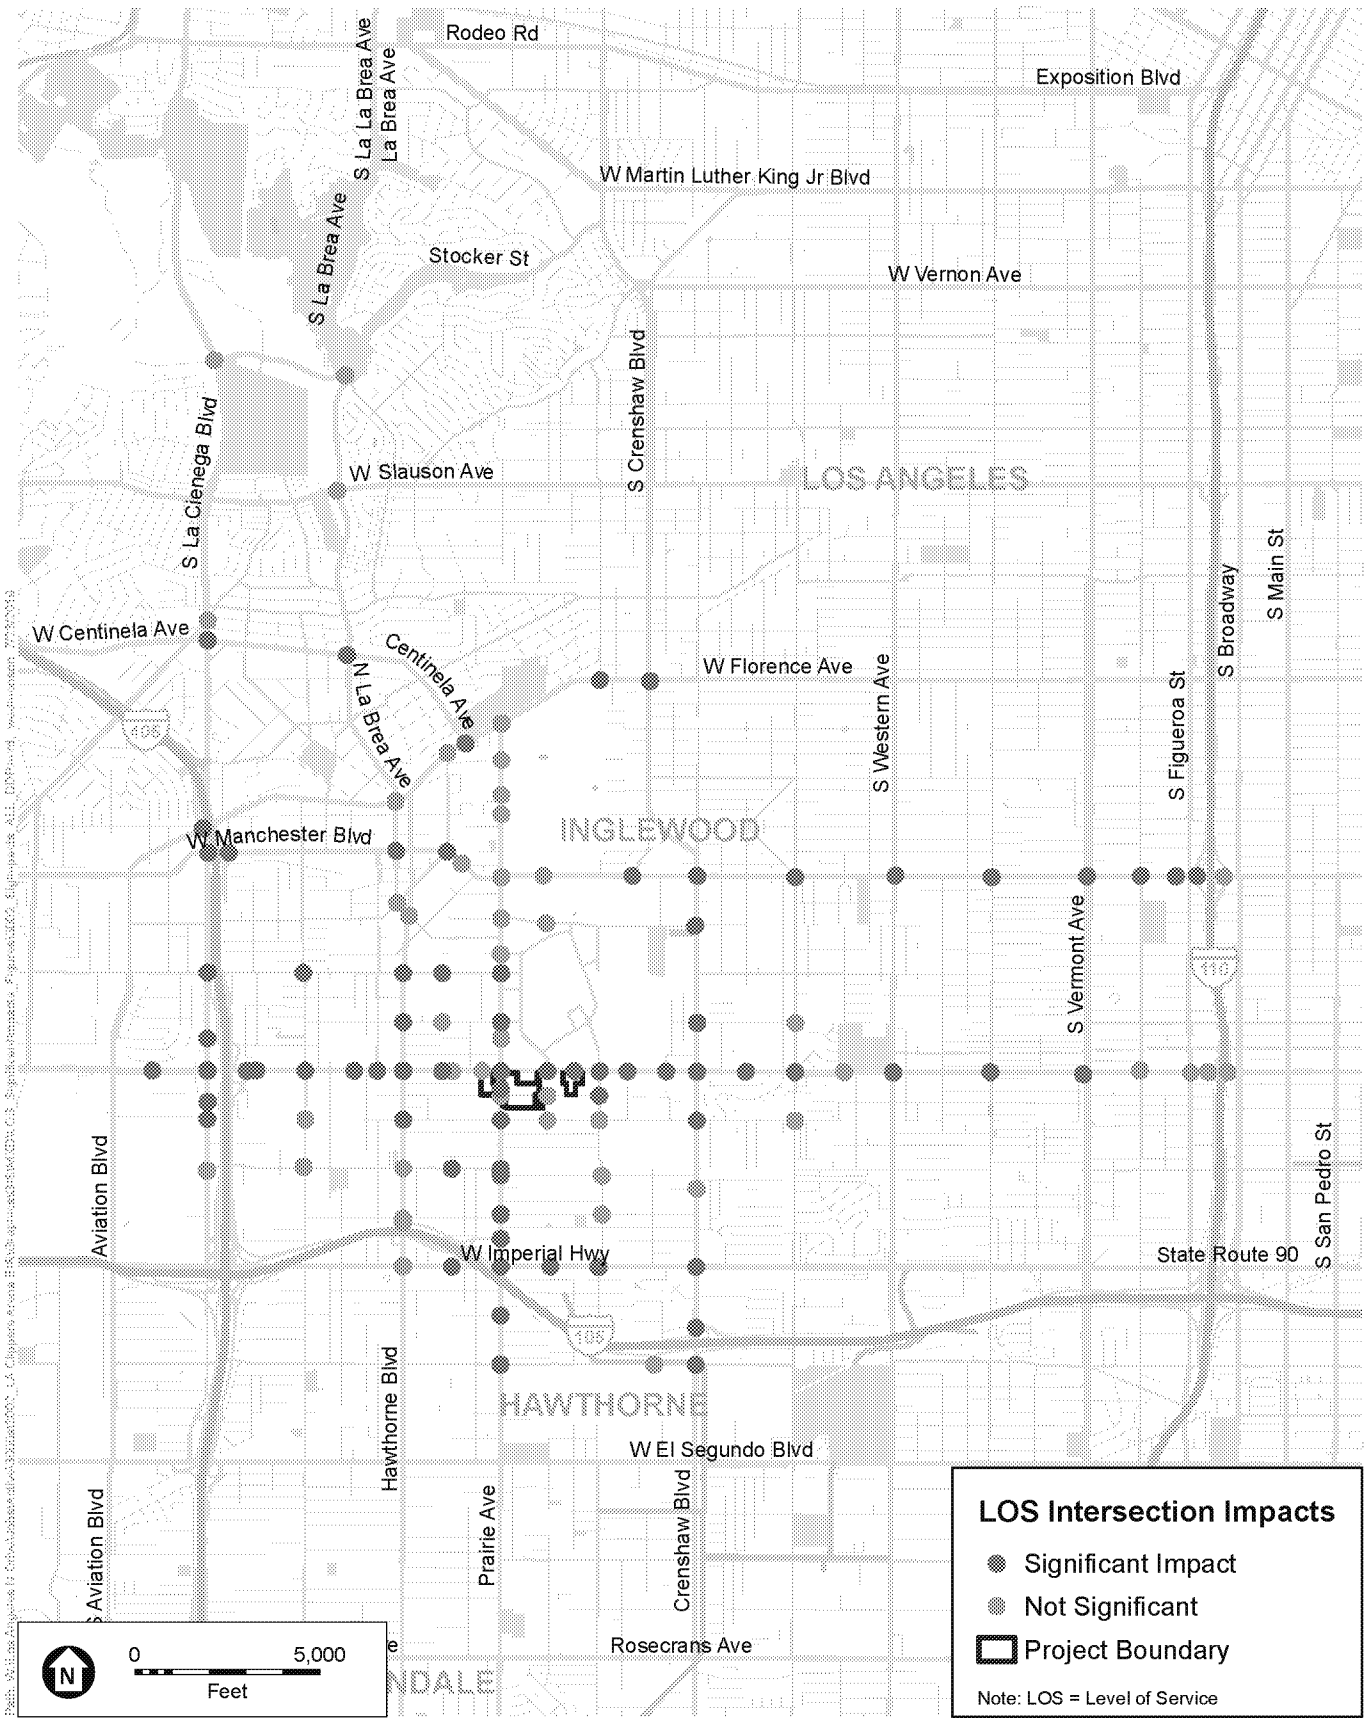 Rodeo Rd
S La Brea Ave
La Brea Ave
Exposition Blvd
W Martin Luther King Jr Blvd
S La Brea Ave
Stocker St
W Vernon Ave
S Crenshaw Blvd
S La Cienega Blvd
W Slauson Ave
LOS ANGELES
S Main St
S Broadway
W Centinela Ave
Centinela Ave
N La Brea Ave
W Florence Ave
S Western Ave
S Figueroa St
405
W Manchester Blvd
INGLEWOOD
S Vermont Ave
110
Aviation Blvd
S San Pedro St
W Imperial Hwy
State Route 90
105
Hawthorne Blvd
HAWTHORNE
W El Segundo Blvd
Prairie Ave
Crenshaw Blvd
S Aviation Blvd
Rosecrans Ave
ve
NDALE
N
0 5,000
Feet
LOS Intersection Impacts
Significant Impact
Not Significant
Project Boundary
Note: LOS = Level of Service